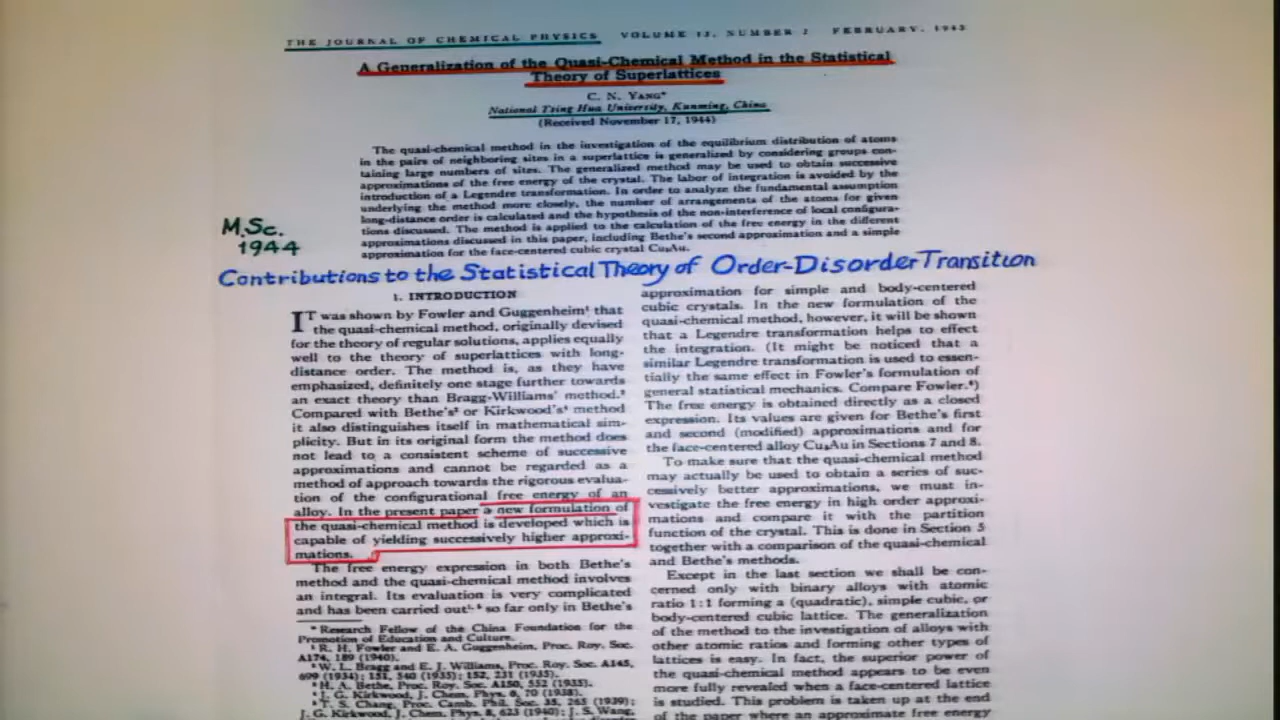 THE JOURNAL OF CHEMICAL PHYSICS VOLUME 13, NUMBER 2 FEBRUARY, 1945
A Generalization of the Quasi-Chemical Method in the Statistical
Theory of Superlattices
C. N. YANG*
National Tsing Hua University, Kunming, China
(Received November 17, 1944)
The quasi-chemical method in the investigation of the equilibrium distribution of atoms
in the pairs of neighboring sites in a superlattice is generalized by considering groups con-
taining large numbers of sites. The generalized method may be used to obtain successive
approximations of the free energy of the crystal. The labor of integration is avoided by the
introduction of a Legendre transformation. In order to analyze the fundamental assumption
underlying the method more closely, the number of arrangements of the atoms for given
long-distance order is calculated and the hypothesis of the non-interference of local configura-
tions discussed. The method is applied to the calculation of the free energy in the different
approximations discussed in this paper, including Bethe's second approximation and a simple
approximation for the face-centered cubic crystal Cu₃Au.
M.Sc.
1944
Contributions to the Statistical Theory of Order-Disorder Transition
1. INTRODUCTION
IT was shown by Fowler and Guggenheim¹ that
the quasi-chemical method, originally devised
for the theory of regular solutions, applies equally
well to the theory of superlattices with long-
distance order. The method is, as they have
emphasized, definitely one stage further towards
an exact theory than Bragg-Williams' method.²
Compared with Bethe's³ or Kirkwood's⁴ method
it also distinguishes itself in mathematical sim-
plicity. But in its original form the method does
not lead to a consistent scheme of successive
approximations and cannot be regarded as a
method of approach towards the rigorous evalua-
tion of the configurational free energy of an
alloy. In the present paper a new formulation of
the quasi-chemical method is developed which is
capable of yielding successively higher approxi-
mations.
The free energy expression in both Bethe's
method and the quasi-chemical method involves
an integral. Its evaluation is very complicated
and has been carried out so far only in Bethe's
* Research Fellow of the China Foundation for the
Promotion of Education and Culture.
¹ R. H. Fowler and E. A. Guggenheim, Proc. Roy. Soc.
A174, 189 (1940).
² W. L. Bragg and E. J. Williams, Proc. Roy. Soc. A145,
699 (1934); 151, 540 (1935); 152, 231 (1935).
³ H. A. Bethe, Proc. Roy. Soc. A150, 552 (1935).
⁴ J. G. Kirkwood, J. Chem. Phys. 6, 70 (1938).
⁵ T. S. Chang, Proc. Camb. Phil. Soc. 35, 265 (1939);
J. G. Kirkwood, J. Chem. Phys. 8, 623 (1940); J. S. Wang,
approximation for simple and body-centered
cubic crystals. In the new formulation of the
quasi-chemical method, however, it will be shown
that a Legendre transformation helps to effect
the integration. (It might be noticed that a
similar Legendre transformation is used to essen-
tially the same effect in Fowler's formulation of
general statistical mechanics. Compare Fowler.⁶)
The free energy is obtained directly as a closed
expression. Its values are given for Bethe's first
and second (modified) approximations and for
the face-centered alloy Cu₃Au in Sections 7 and 8.
To make sure that the quasi-chemical method
may actually be used to obtain a series of suc-
cessively better approximations, we must in-
vestigate the free energy in high order approxi-
mations and compare it with the partition
function of the crystal. This is done in Section 5
together with a comparison of the quasi-chemical
and Bethe's methods.
Except in the last section we shall be con-
cerned only with binary alloys with atomic
ratio 1:1 forming a (quadratic), simple cubic, or
body-centered cubic lattice. The generalization
of the method to the investigation of alloys with
other atomic ratios and forming other types of
lattices is easy. In fact, the superior power of
the quasi-chemical method appears to be even
more fully revealed when a face-centered lattice
is studied. This problem is taken up at the end
of the paper where an approximate free energy